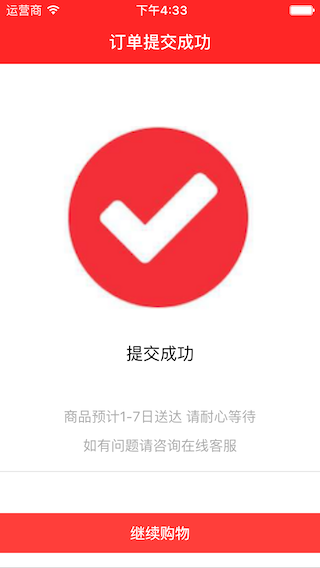 运营商 下午4:33
订单提交成功
提交成功
商品预计1-7日送达 请耐心等待
如有问题请咨询在线客服
继续购物